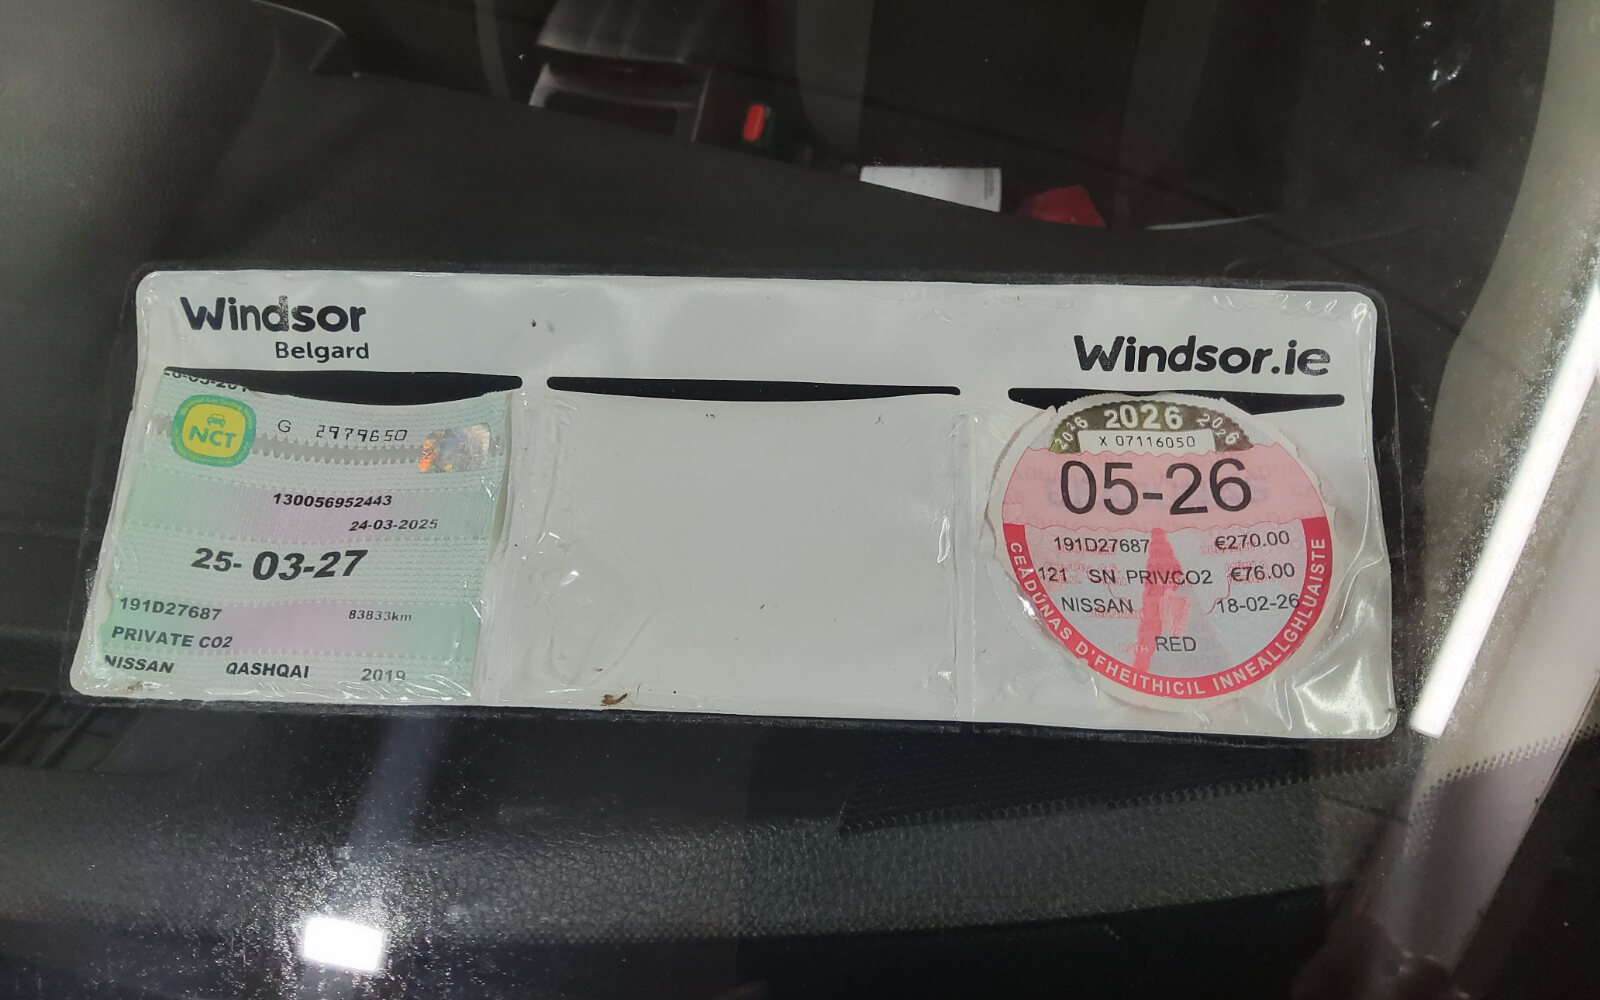 Windsor
Belgard
NCT
G 2979650
130056952443
24-03-2025
25-03-27
191D27687 83833km
PRIVATE CO2
NISSAN QASHQAI 2019
Windsor.ie
2026 2026 2026
X 07116050
05-26
191D27687 €270.00
121 SN PRIVCO2 €76.00
NISSAN 18-02-26
RED
CEADÚNAS D'FHEITHICIL INNEALLGHLUAISTE